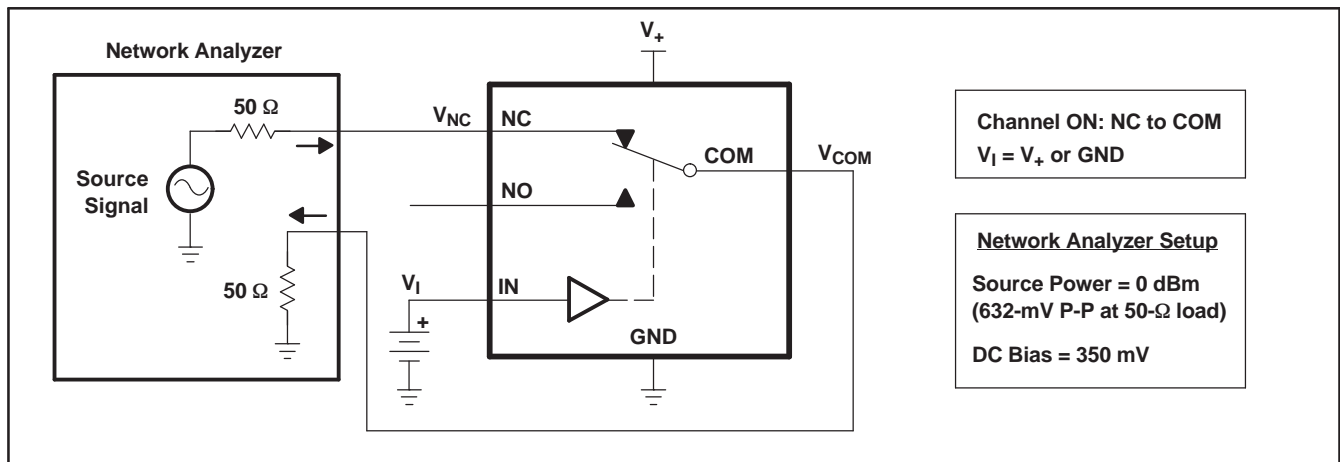 Network Analyzer
50 Ω
Source
Signal
50 Ω
V+
VNC
NC
COM
VCOM
NO
VI
IN
+
GND
Channel ON: NC to COM
VI = V+ or GND
Network Analyzer Setup
Source Power = 0 dBm
(632-mV P-P at 50-Ω load)
DC Bias = 350 mV